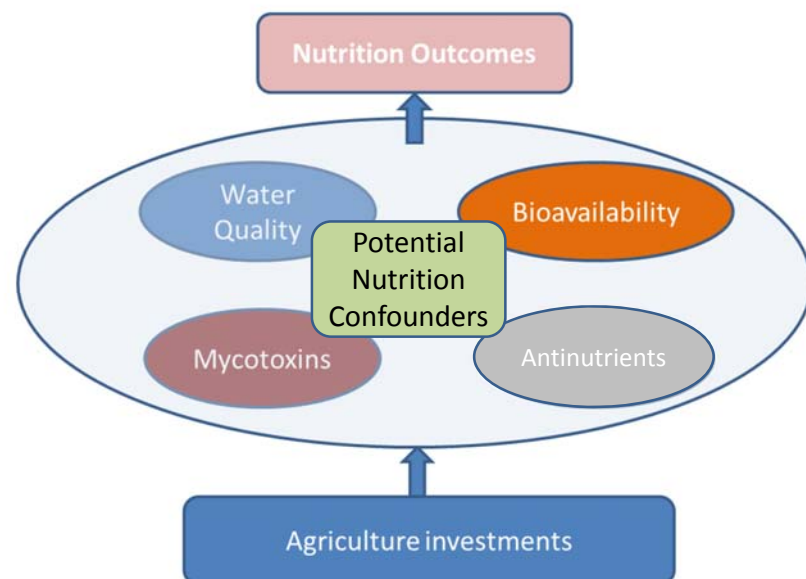 Nutrition Outcomes
Water
Quality
Bioavailability
Potential
Nutrition
Confounders
Mycotoxins
Antinutrients
Agriculture investments